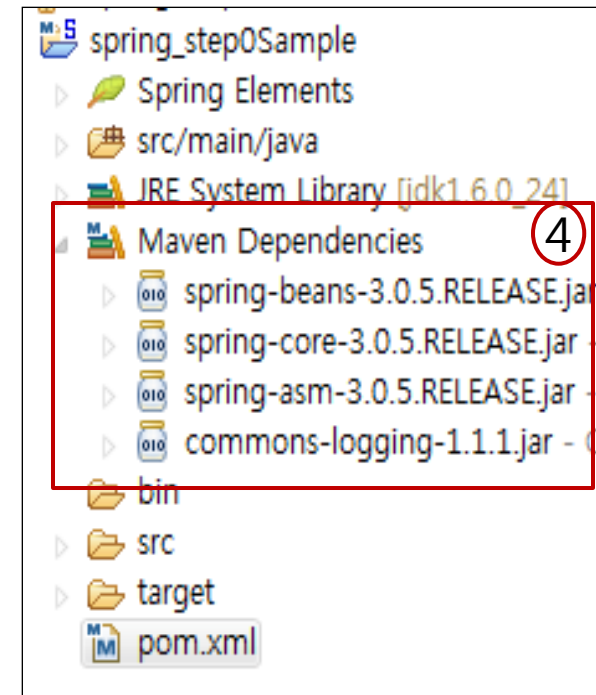 spring_step0Sample
Spring Elements
src/main/java
JRE System Library [jdk1.6.0_24]
Maven Dependencies
4
spring-beans-3.0.5.RELEASE.jar
spring-core-3.0.5.RELEASE.jar -
spring-asm-3.0.5.RELEASE.jar -
commons-logging-1.1.1.jar -
bin
src
target
pom.xml